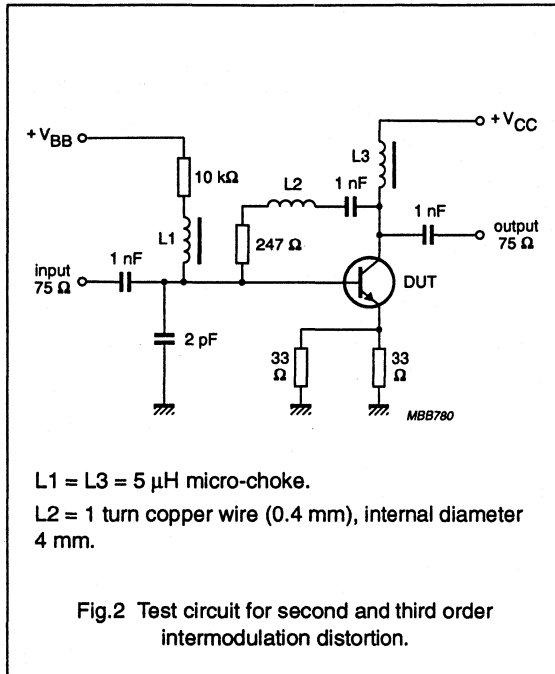 + V_BB
10 kΩ
L1
1 nF
input
75 Ω
2 pF
247 Ω
L2
1 nF
L3
+ V_CC
1 nF
output
75 Ω
DUT
33
Ω
33
Ω
MBB780
L1 = L3 = 5 μH micro-choke.
L2 = 1 turn copper wire (0.4 mm), internal diameter
4 mm.
Fig.2 Test circuit for second and third order
intermodulation distortion.